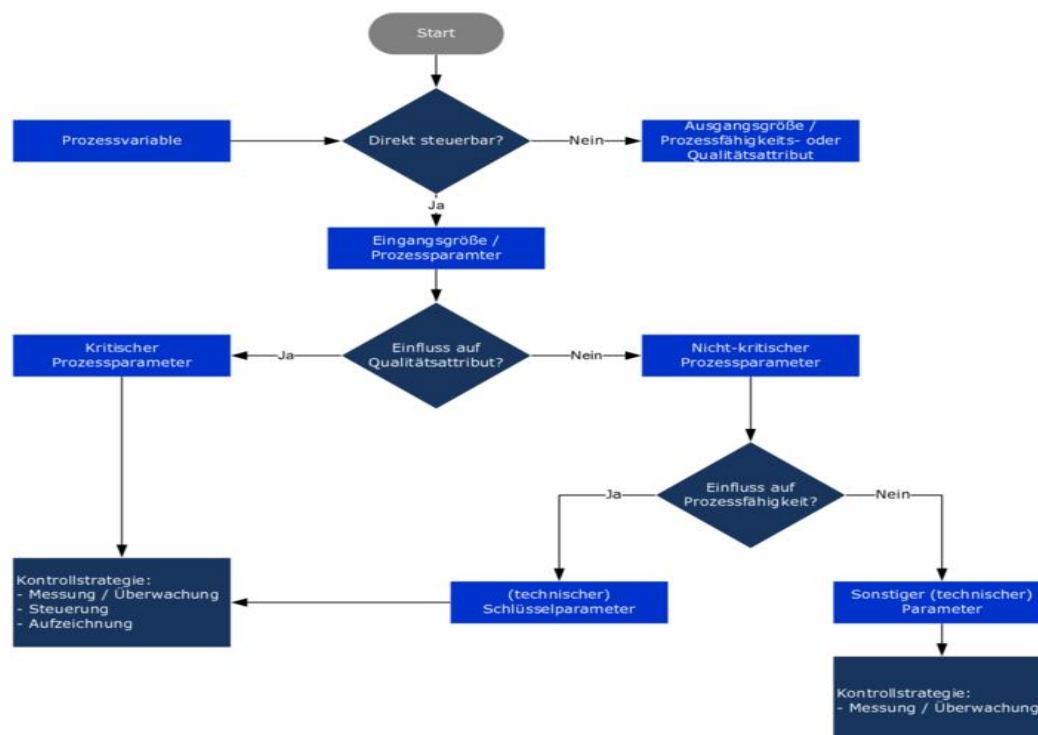 Start
Prozessvariable
Direkt steuerbar?
Nein
Ausgangsgröße /
Prozessfähigkeits- oder
Qualitätsattribut
Ja
Eingangsgröße /
Prozessparamter
Kritischer
Prozessparameter
Ja
Einfluss auf
Qualitätsattribut?
Nein
Nicht-kritischer
Prozessparameter
Ja
Einfluss auf
Prozessfähigkeit?
Nein
Kontrollstrategie:
- Messung / Überwachung
- Steuerung
- Aufzeichnung
(technischer)
Schlüsselparameter
Sonstiger (technischer)
Parameter
Kontrollstrategie:
- Messung / Überwachung